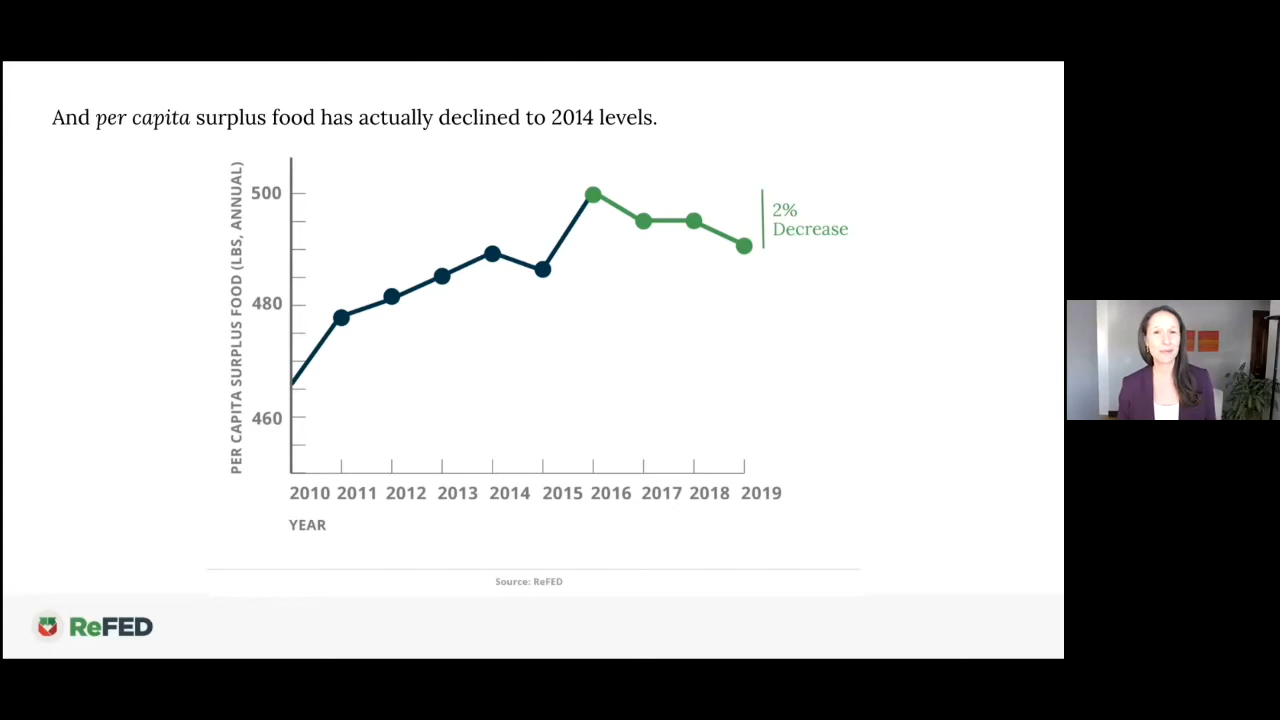 And per capita surplus food has actually declined to 2014 levels.
PER CAPITA SURPLUS FOOD (LBS, ANNUAL)
500
480
460
2% 
Decrease
2010 2011 2012 2013 2014 2015 2016 2017 2018 2019
YEAR
Source: ReFED
ReFED